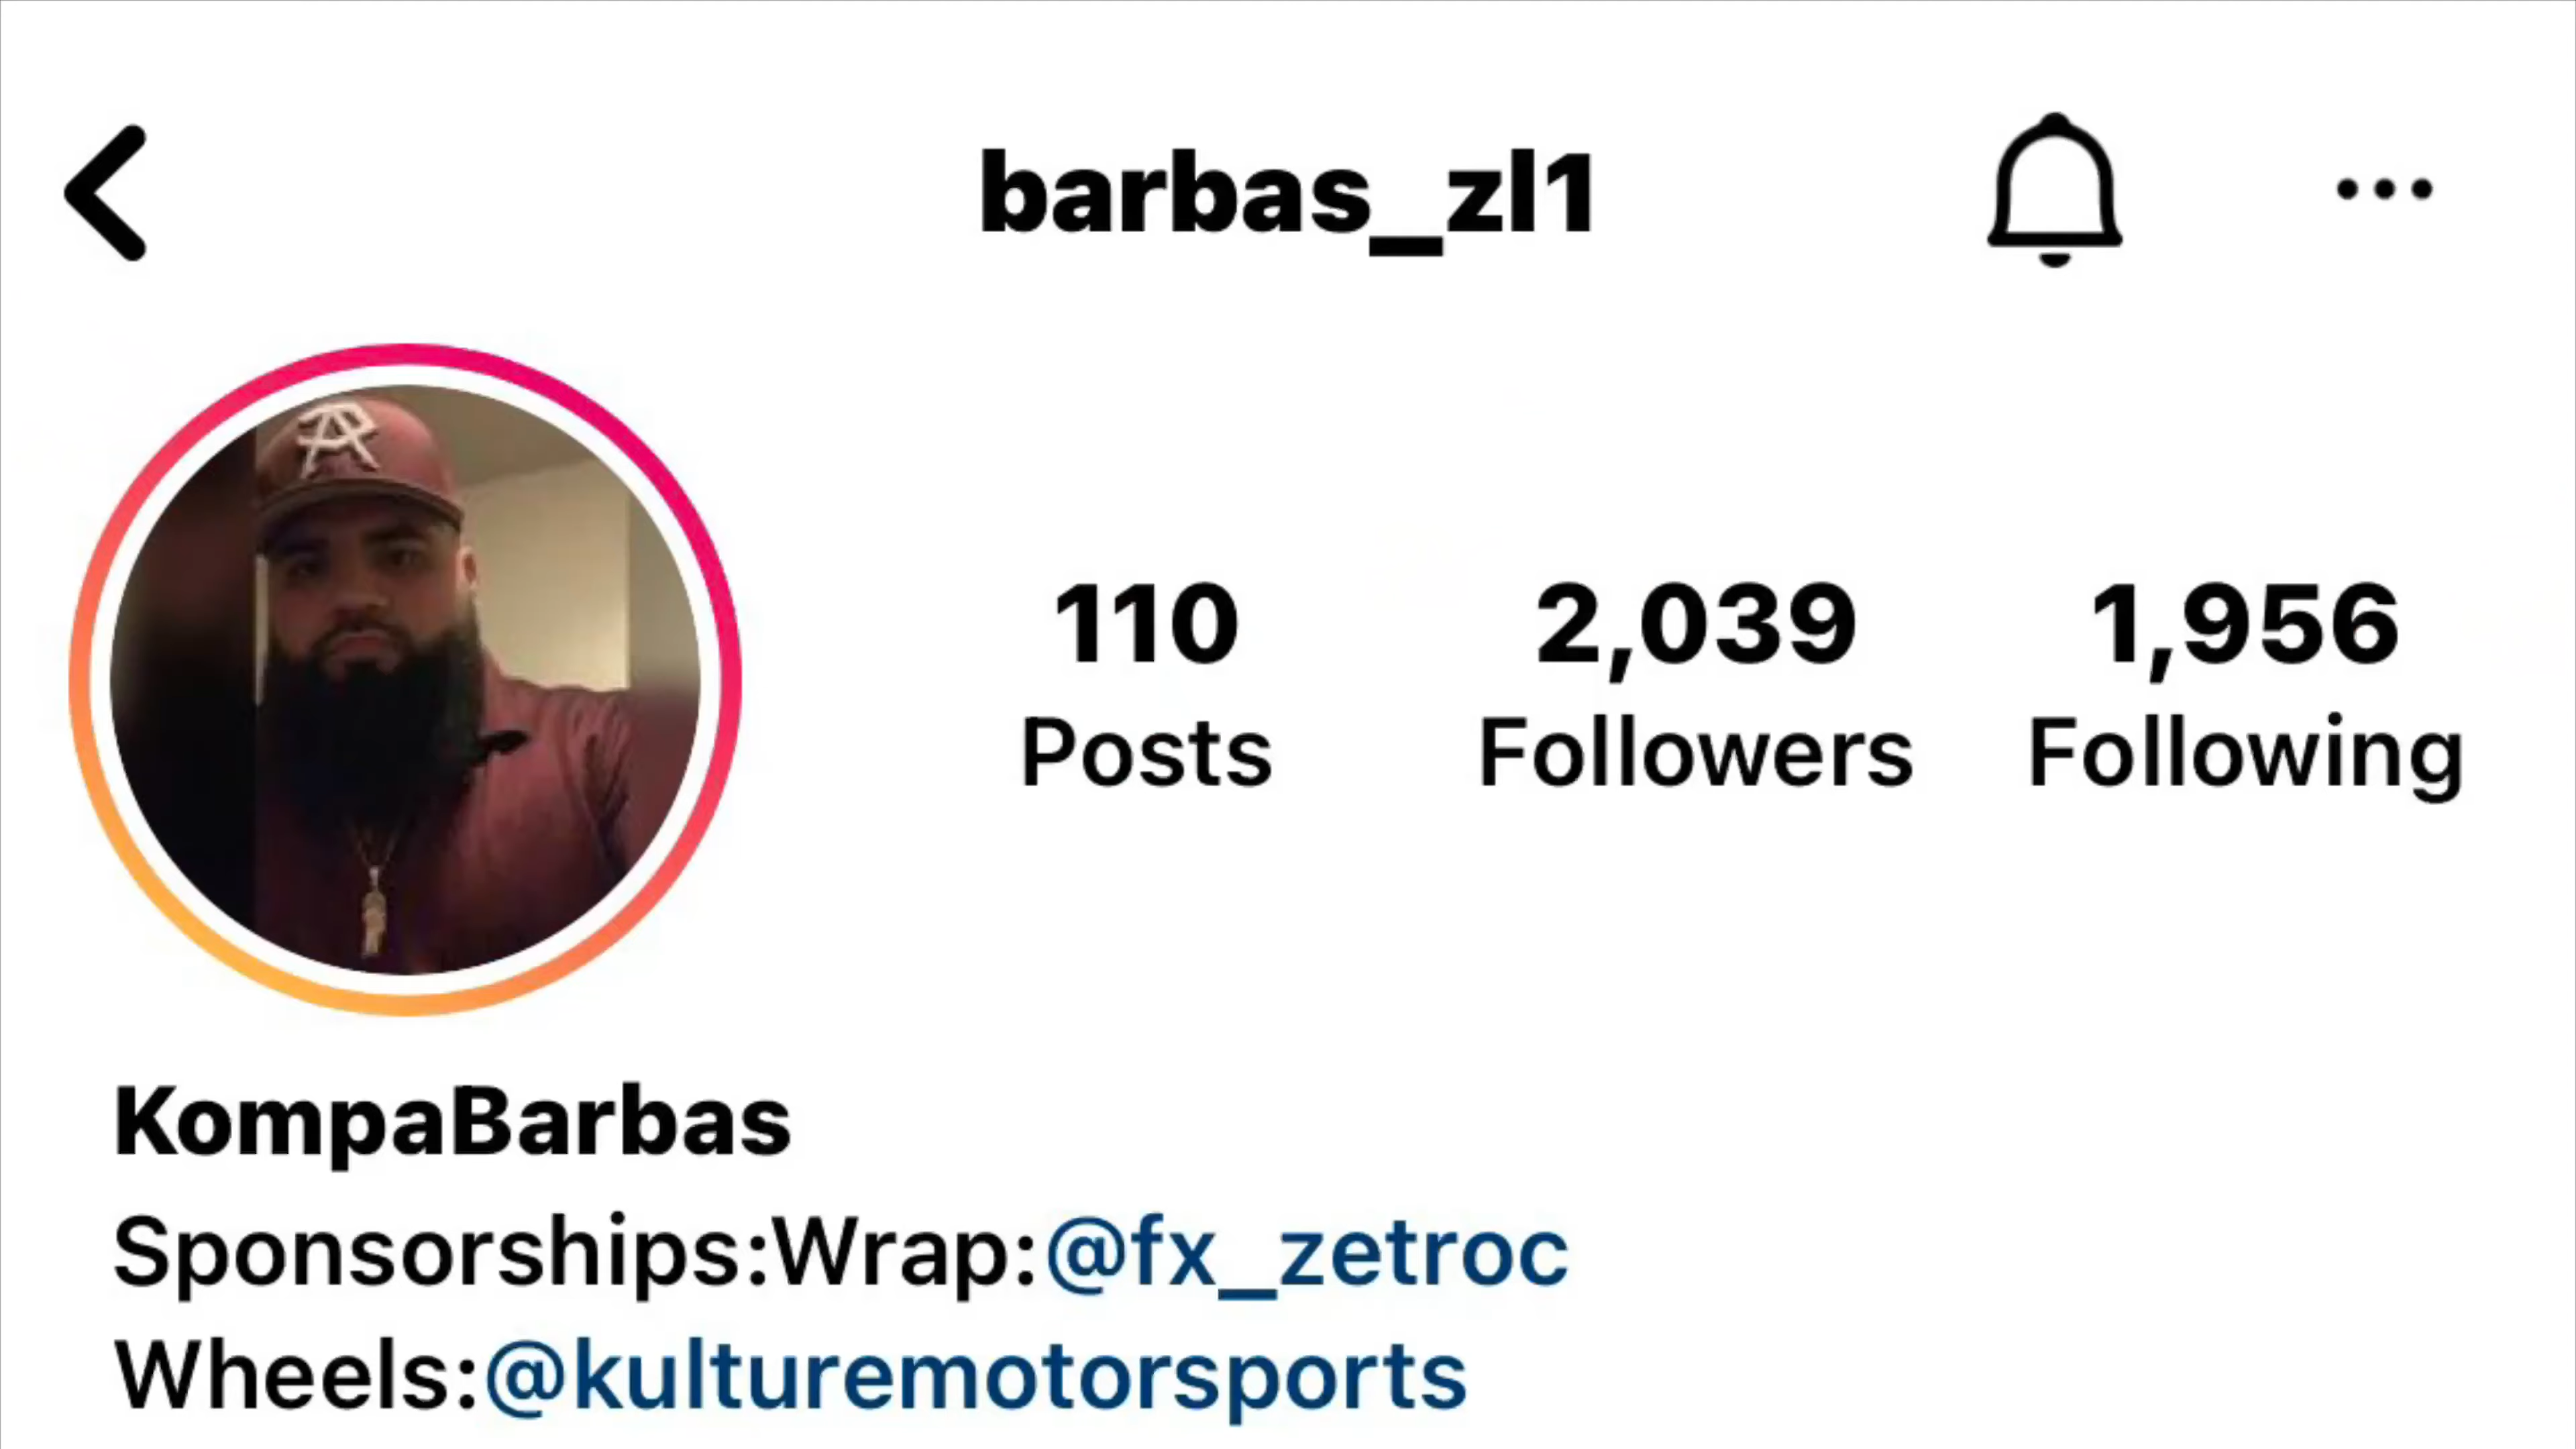 barbas_zl1
110 2,039 1,956
Posts Followers Following
KompaBarbas
Sponsorships:Wrap:@fx_zetroc
Wheels:@kulturemotorsports